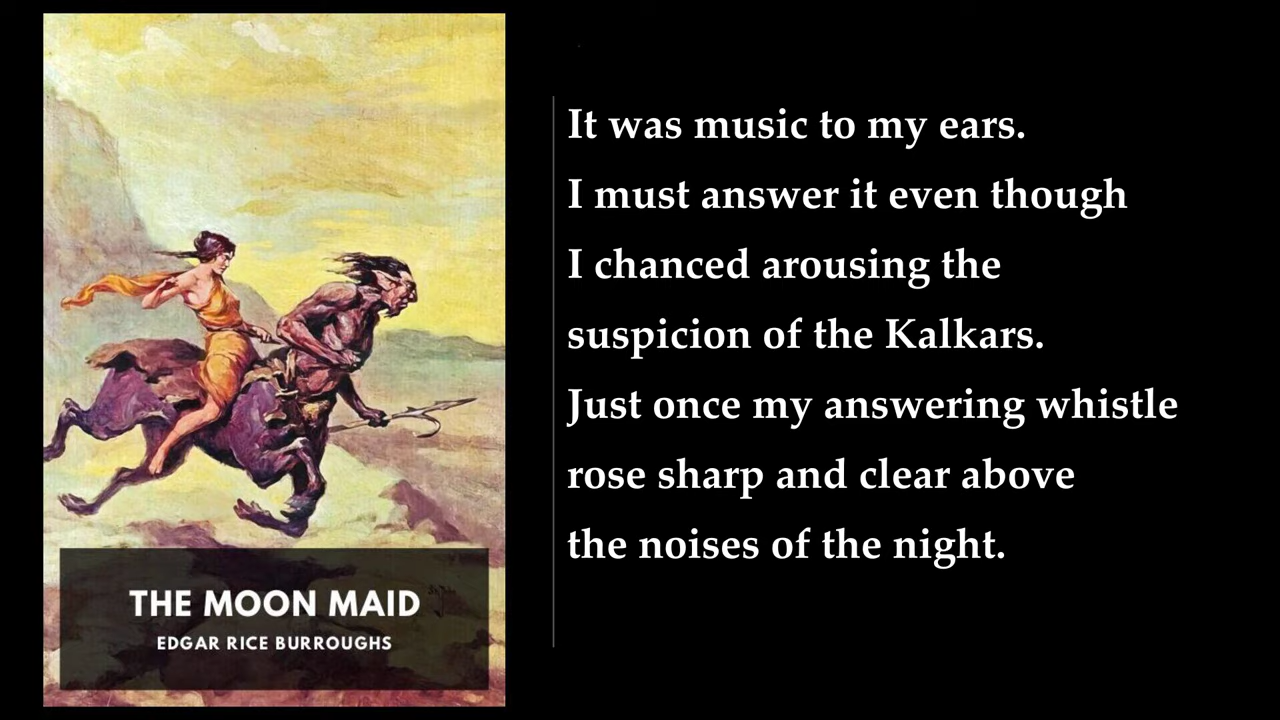 THE MOON MAID
EDGAR RICE BURROUGHS
It was music to my ears.
I must answer it even though
I chanced arousing the
suspicion of the Kalkars.
Just once my answering whistle
rose sharp and clear above
the noises of the night.